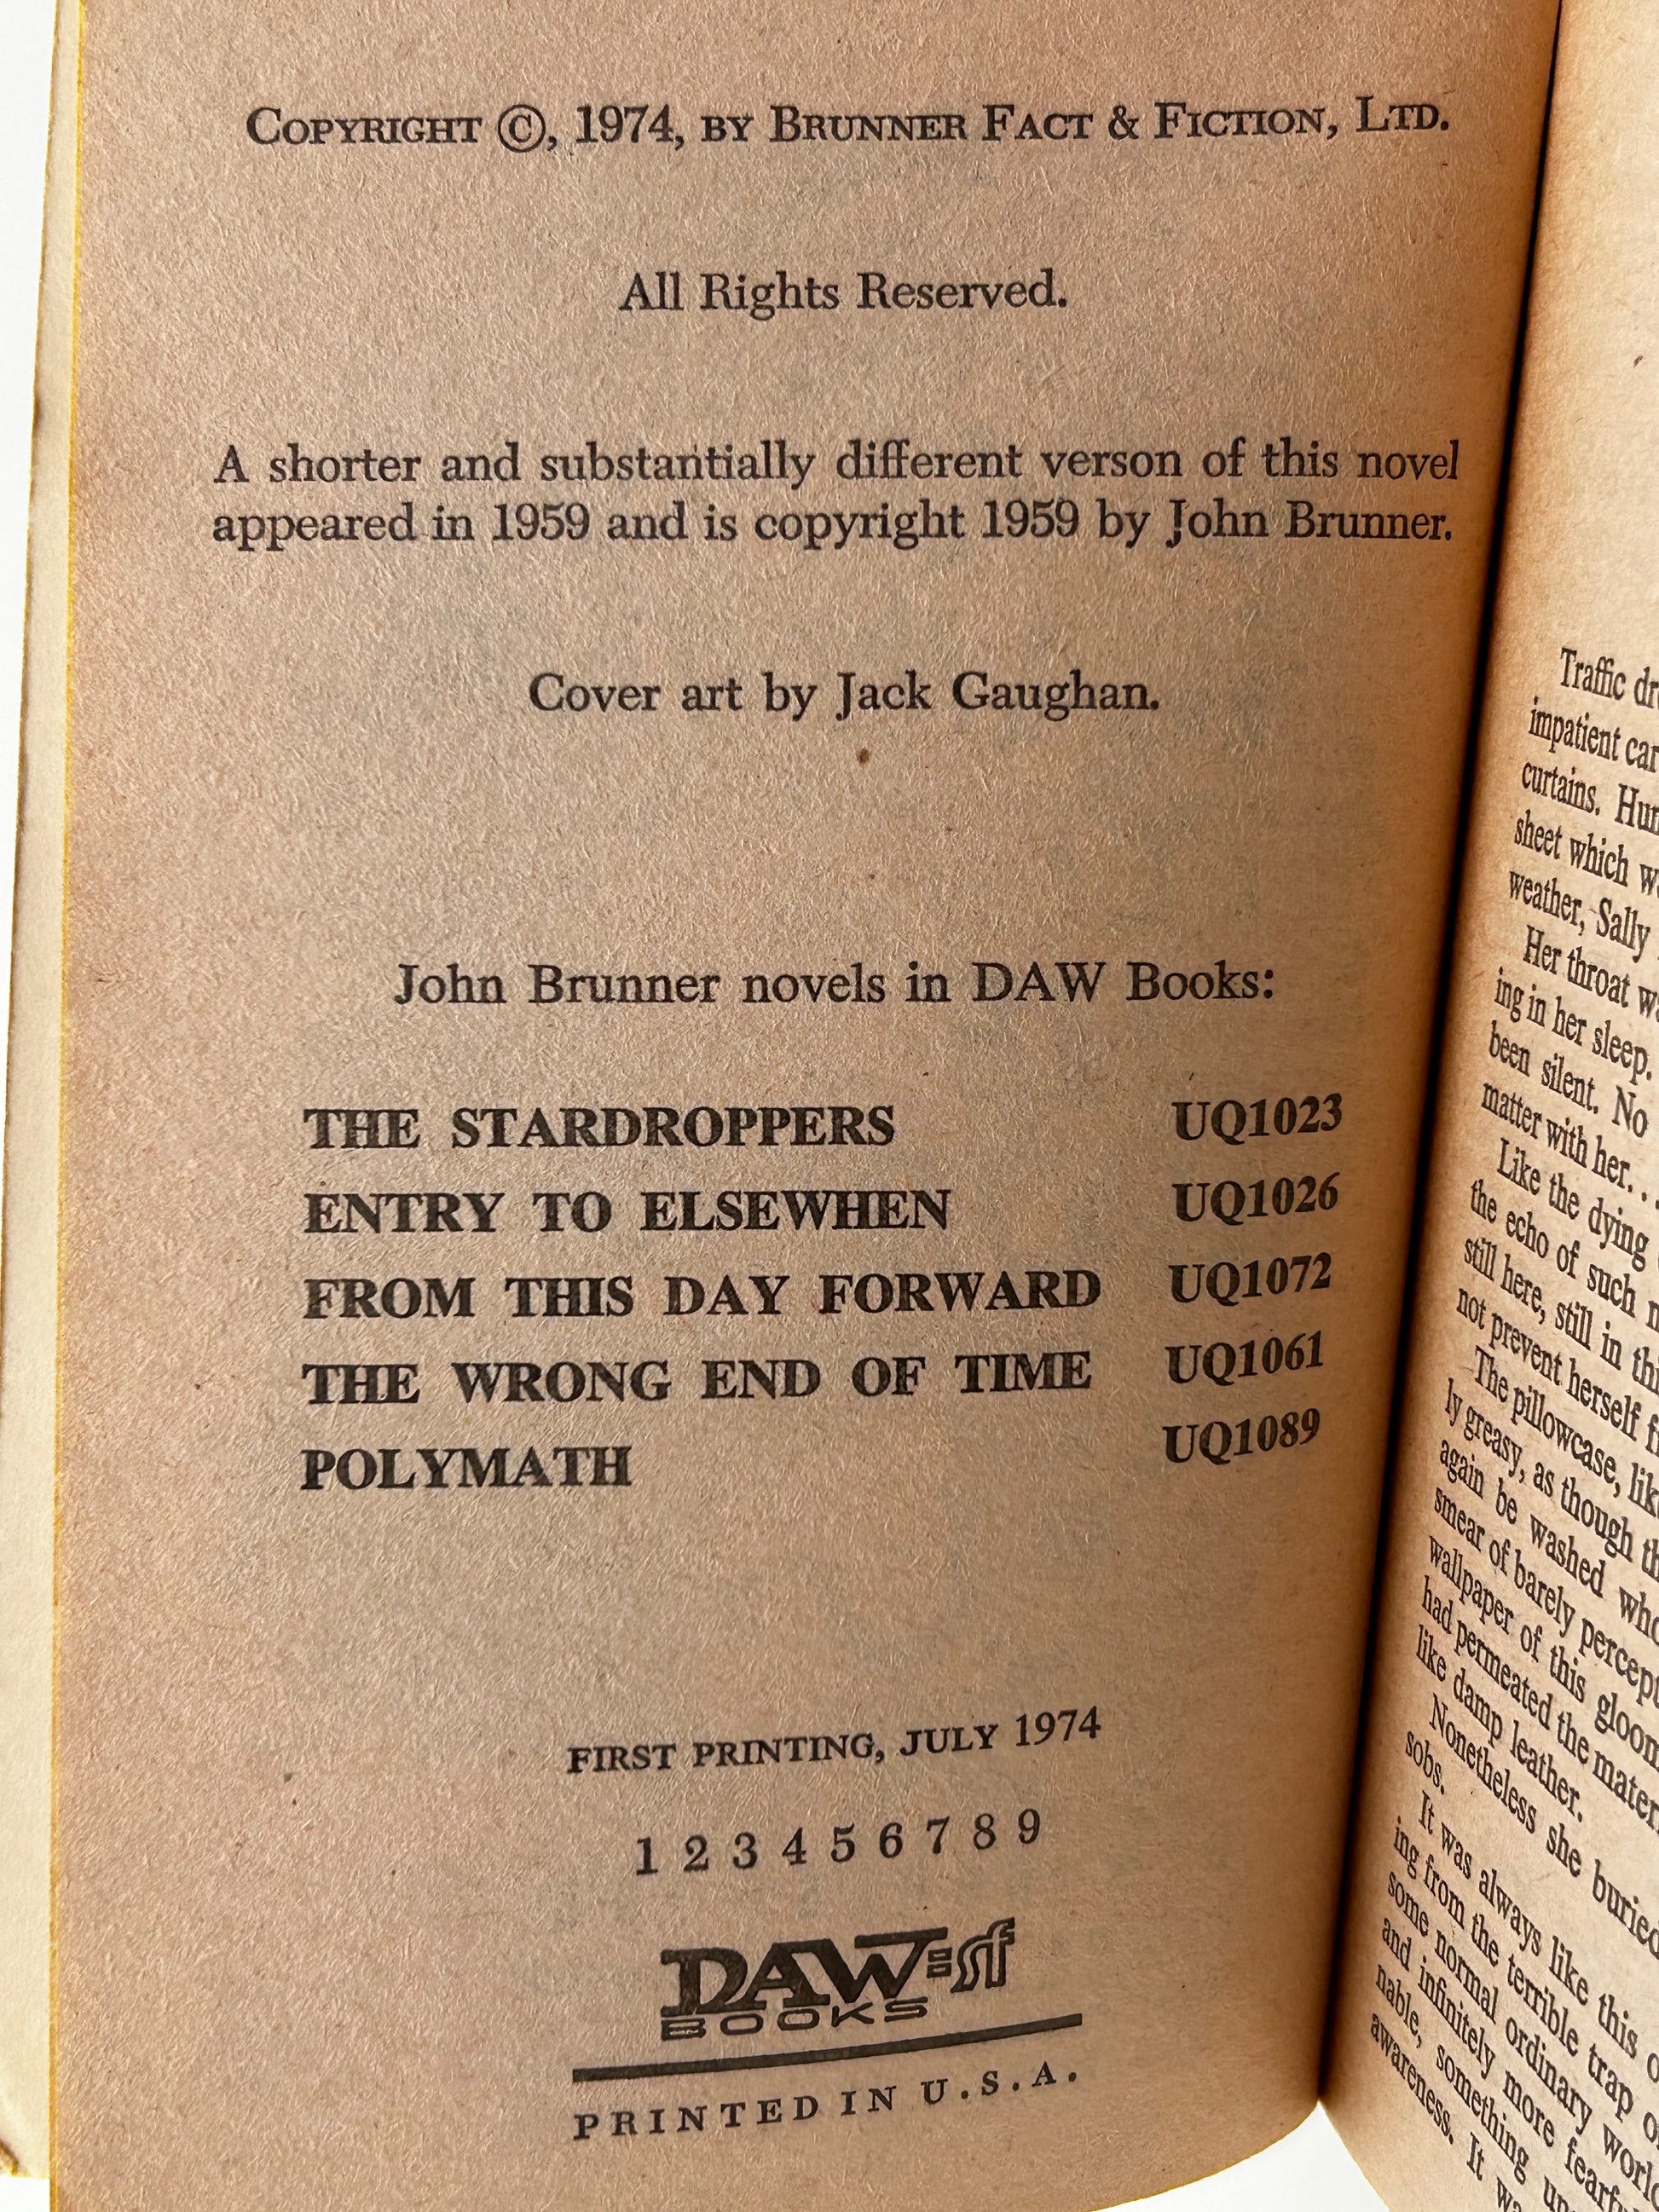 COPYRIGHT ©, 1974, BY BRUNNER FACT & FICTION, LTD.
All Rights Reserved.
A shorter and substantially different verson of this novel
appeared in 1959 and is copyright 1959 by John Brunner.
Cover art by Jack Gaughan.
John Brunner novels in DAW Books:
THE STARDROPPERS UQ1023
ENTRY TO ELSEWHEN UQ1026
FROM THIS DAY FORWARD UQ1072
THE WRONG END OF TIME UQ1061
POLYMATH UQ1089
FIRST PRINTING, JULY 1974
1 2 3 4 5 6 7 8 9
DAW=sf
BOOKS
PRINTED IN U.S.A.
Traffic
impatient
curtains.
sheet which
weather, Sally
Her throat
ing in her sleep.
been silent. No
matter with her. . .
Like the dying
the echo of such
still here, still in
not prevent herself
The pillowcase,
ly greasy, as though
again be washed
smear of barely
wallpaper of this
had permeated the
like damp leather.
Nonetheless she buried
sobs.
It was always like this
ing from the terrible trap
some normal ordinary
and infinitely more
nable, something
awareness. It